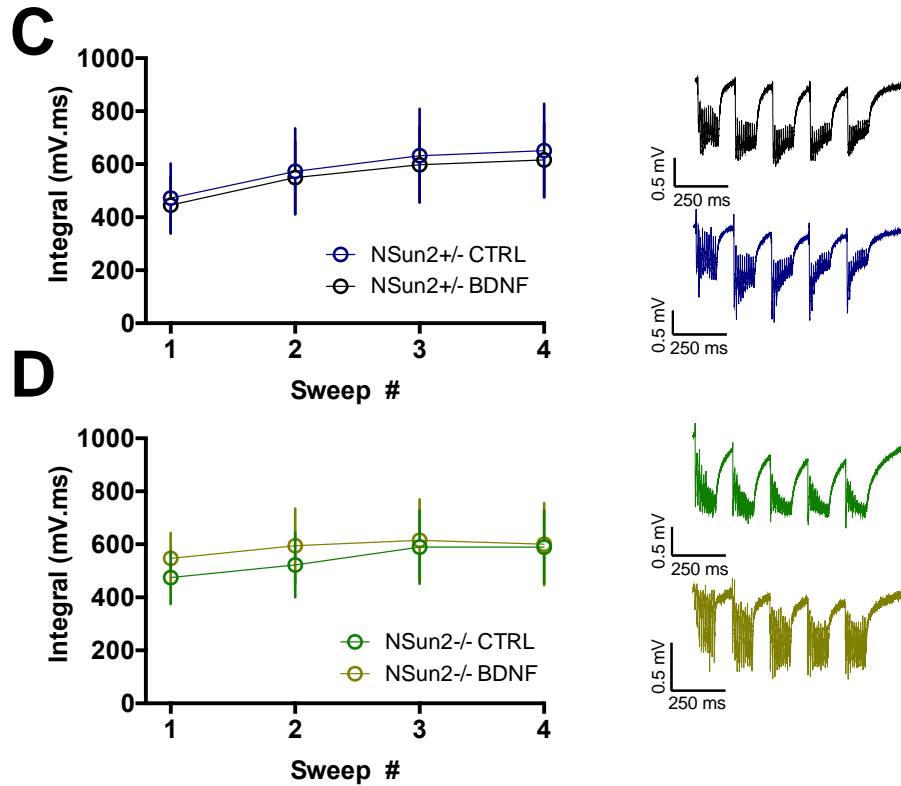 C
1000
800
600
400
200
0
Integral (mV.ms)
NSun2+/- CTRL
NSun2+/- BDNF
1 2 3 4
Sweep #
0.5 mV
250 ms
0.5 mV
250 ms
D
1000
800
600
400
200
0
Integral (mV.ms)
NSun2-/- CTRL
NSun2-/- BDNF
1 2 3 4
Sweep #
0.5 mV
250 ms
0.5 mV
250 ms